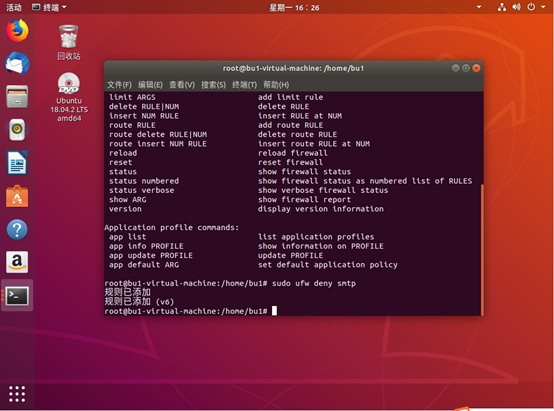 活动 终端 星期一 16：26
回收站
Ubuntu
18.04.2 LTS
amd64
root@bu1-virtual-machine: /home/bu1
文件(F) 编辑(E) 查看(V) 搜索(S) 终端(T) 帮助(H)
limit ARGS add limit rule
delete RULE|NUM delete RULE
insert NUM RULE insert RULE at NUM
route RULE add route RULE
route delete RULE|NUM delete route RULE
route insert NUM RULE insert route RULE at NUM
reload reload firewall
reset reset firewall
status show firewall status
status numbered show firewall status as numbered list of RULES
status verbose show verbose firewall status
show ARG show firewall report
version display version information
Application profile commands:
app list list application profiles
app info PROFILE show information on PROFILE
app update PROFILE update PROFILE
app default ARG set default application policy
root@bu1-virtual-machine:/home/bu1# sudo ufw deny smtp
规则已添加
规则已添加 (v6)
root@bu1-virtual-machine:/home/bu1#